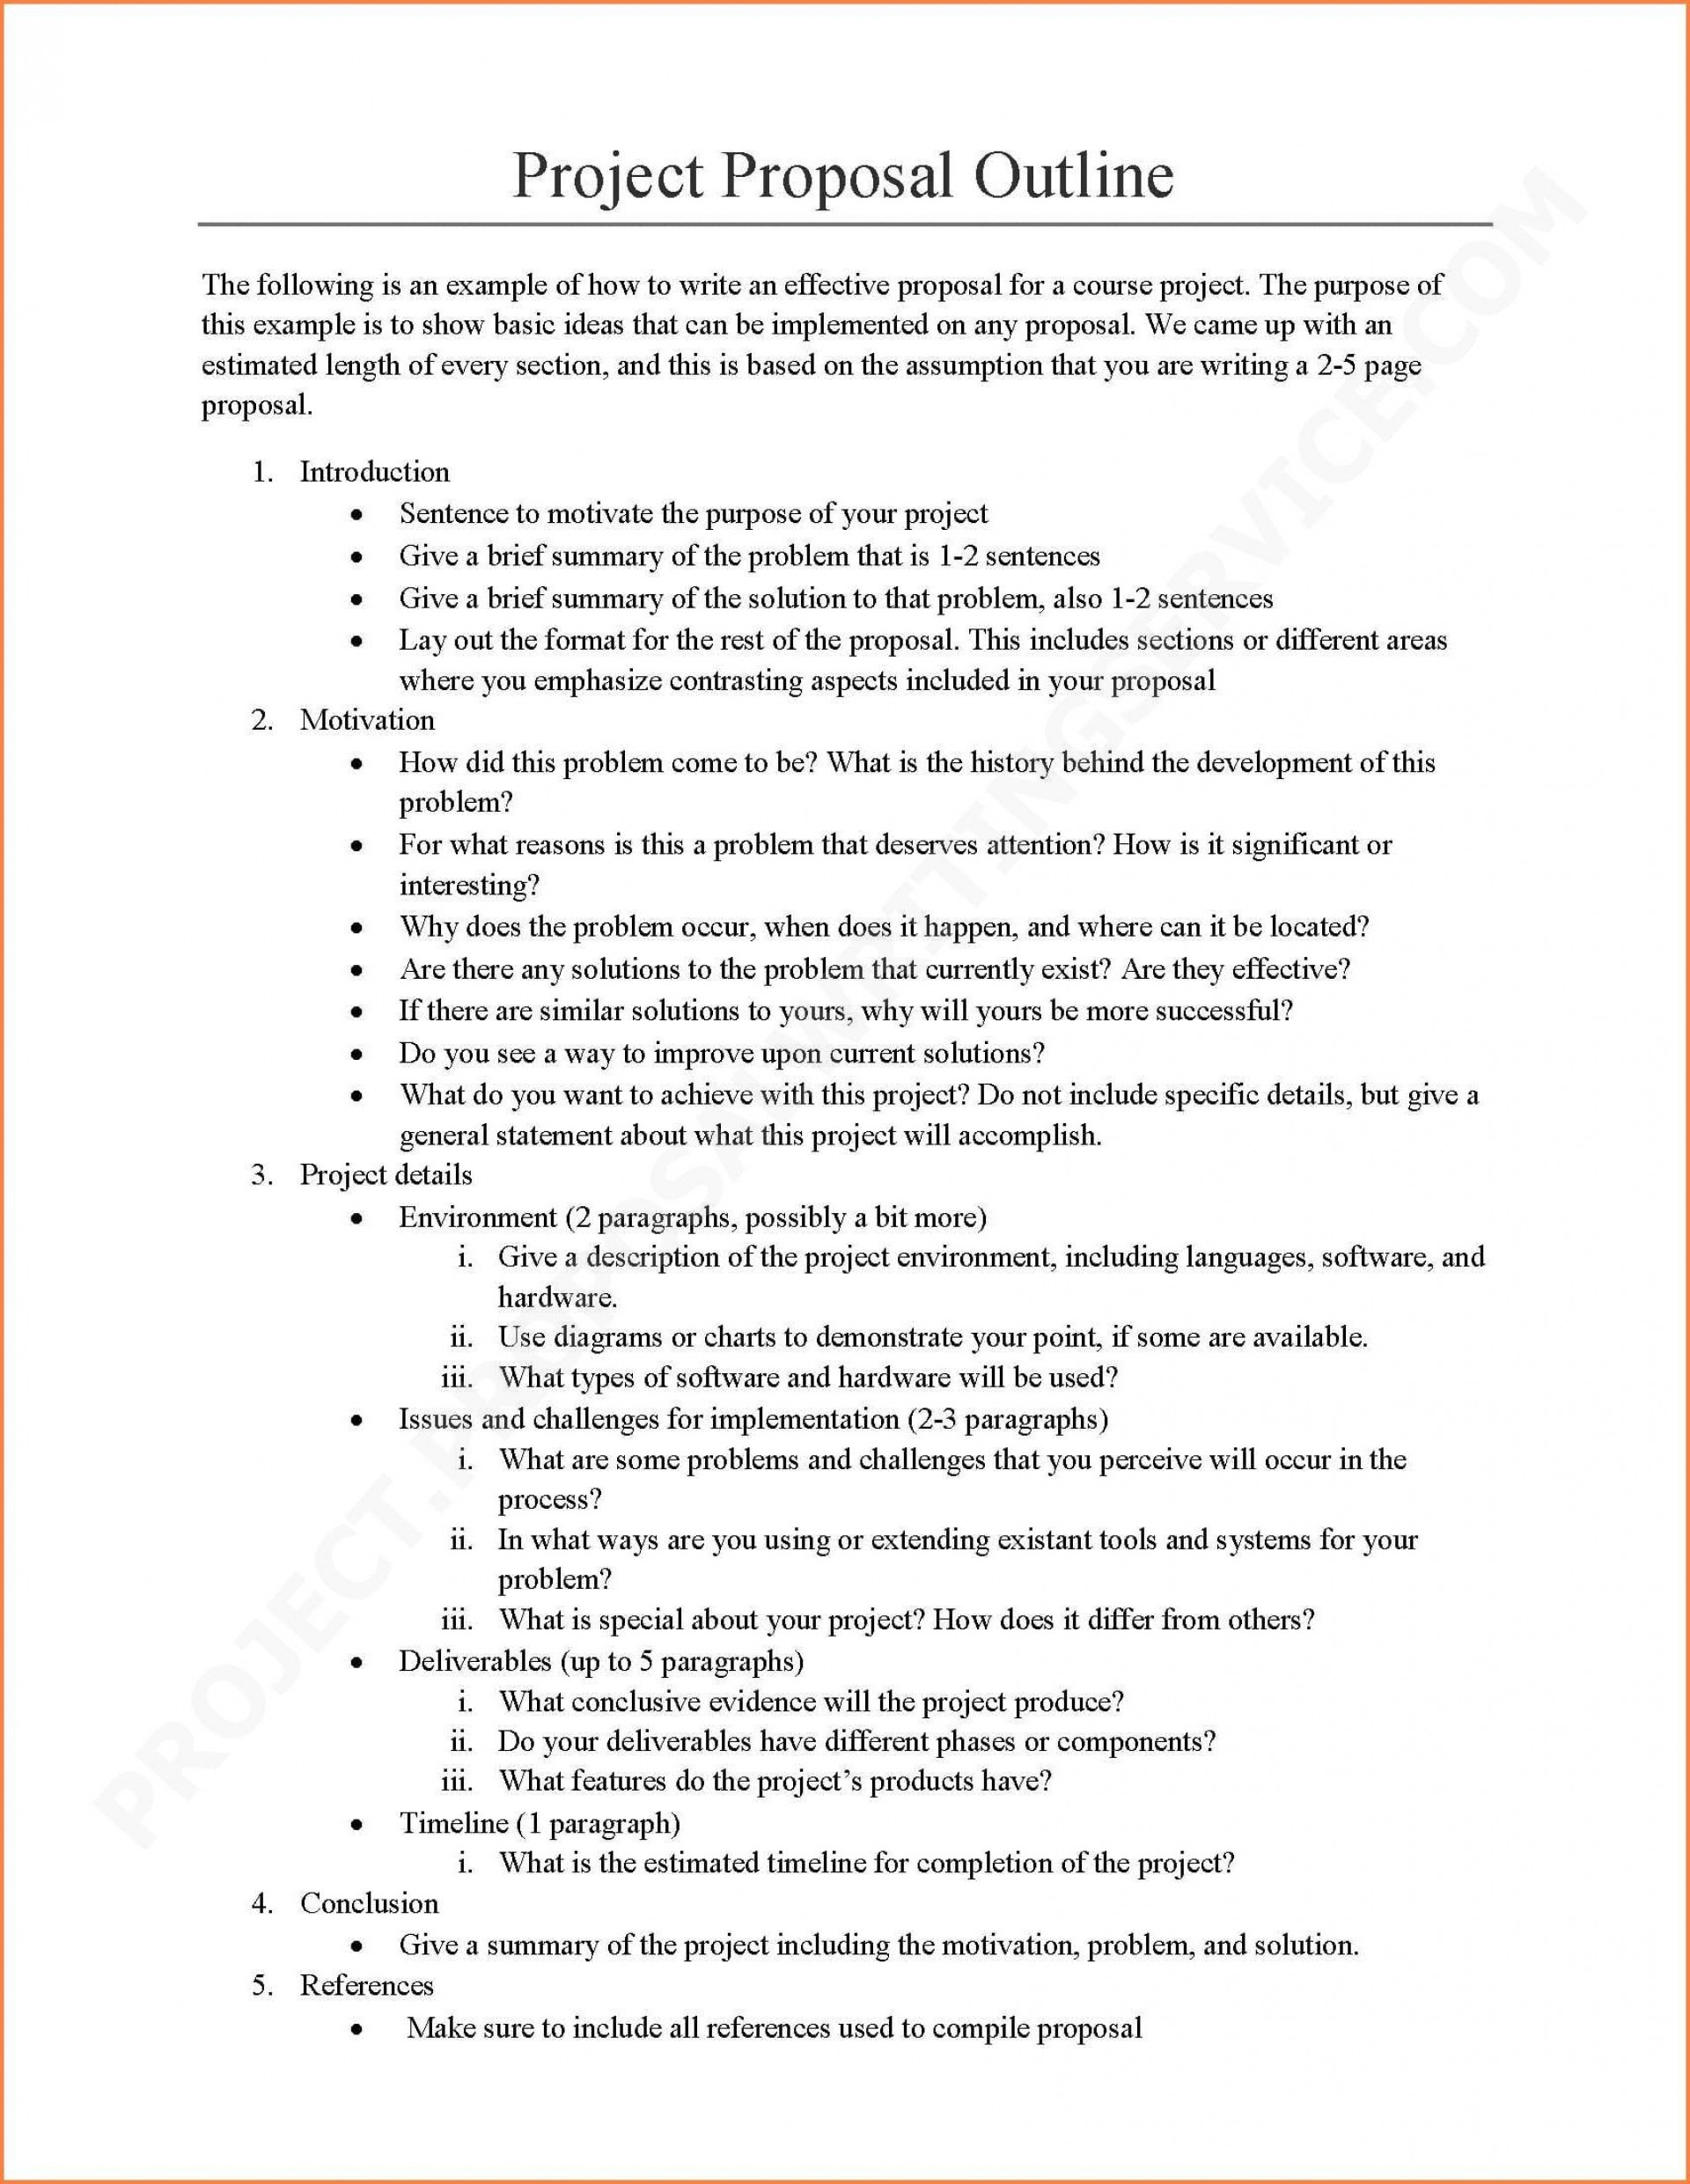 Project Proposal Outline
The following is an example of how to write an effective proposal for a course project. The purpose of
this example is to show basic ideas that can be implemented on any proposal. We came up with an
estimated length of every section, and this is based on the assumption that you are writing a 2-5 page
proposal.
1. Introduction
• Sentence to motivate the purpose of your project
• Give a brief summary of the problem that is 1-2 sentences
• Give a brief summary of the solution to that problem, also 1-2 sentences
• Lay out the format for the rest of the proposal. This includes sections or different areas
where you emphasize contrasting aspects included in your proposal
2. Motivation
• How did this problem come to be? What is the history behind the development of this
problem?
• For what reasons is this a problem that deserves attention? How is it significant or
interesting?
• Why does the problem occur, when does it happen, and where can it be located?
• Are there any solutions to the problem that currently exist? Are they effective?
• If there are similar solutions to yours, why will yours be more successful?
• Do you see a way to improve upon current solutions?
• What do you want to achieve with this project? Do not include specific details, but give a
general statement about what this project will accomplish.
3. Project details
• Environment (2 paragraphs, possibly a bit more)
i. Give a description of the project environment, including languages, software, and
hardware.
ii. Use diagrams or charts to demonstrate your point, if some are available.
iii. What types of software and hardware will be used?
• Issues and challenges for implementation (2-3 paragraphs)
i. What are some problems and challenges that you perceive will occur in the
process?
ii. In what ways are you using or extending existant tools and systems for your
problem?
iii. What is special about your project? How does it differ from others?
• Deliverables (up to 5 paragraphs)
i. What conclusive evidence will the project produce?
ii. Do your deliverables have different phases or components?
iii. What features do the project's products have?
• Timeline (1 paragraph)
i. What is the estimated timeline for completion of the project?
4. Conclusion
• Give a summary of the project including the motivation, problem, and solution.
5. References
• Make sure to include all references used to compile proposal
PROJECT.PROPOSALWRITINGSERVICE.COM